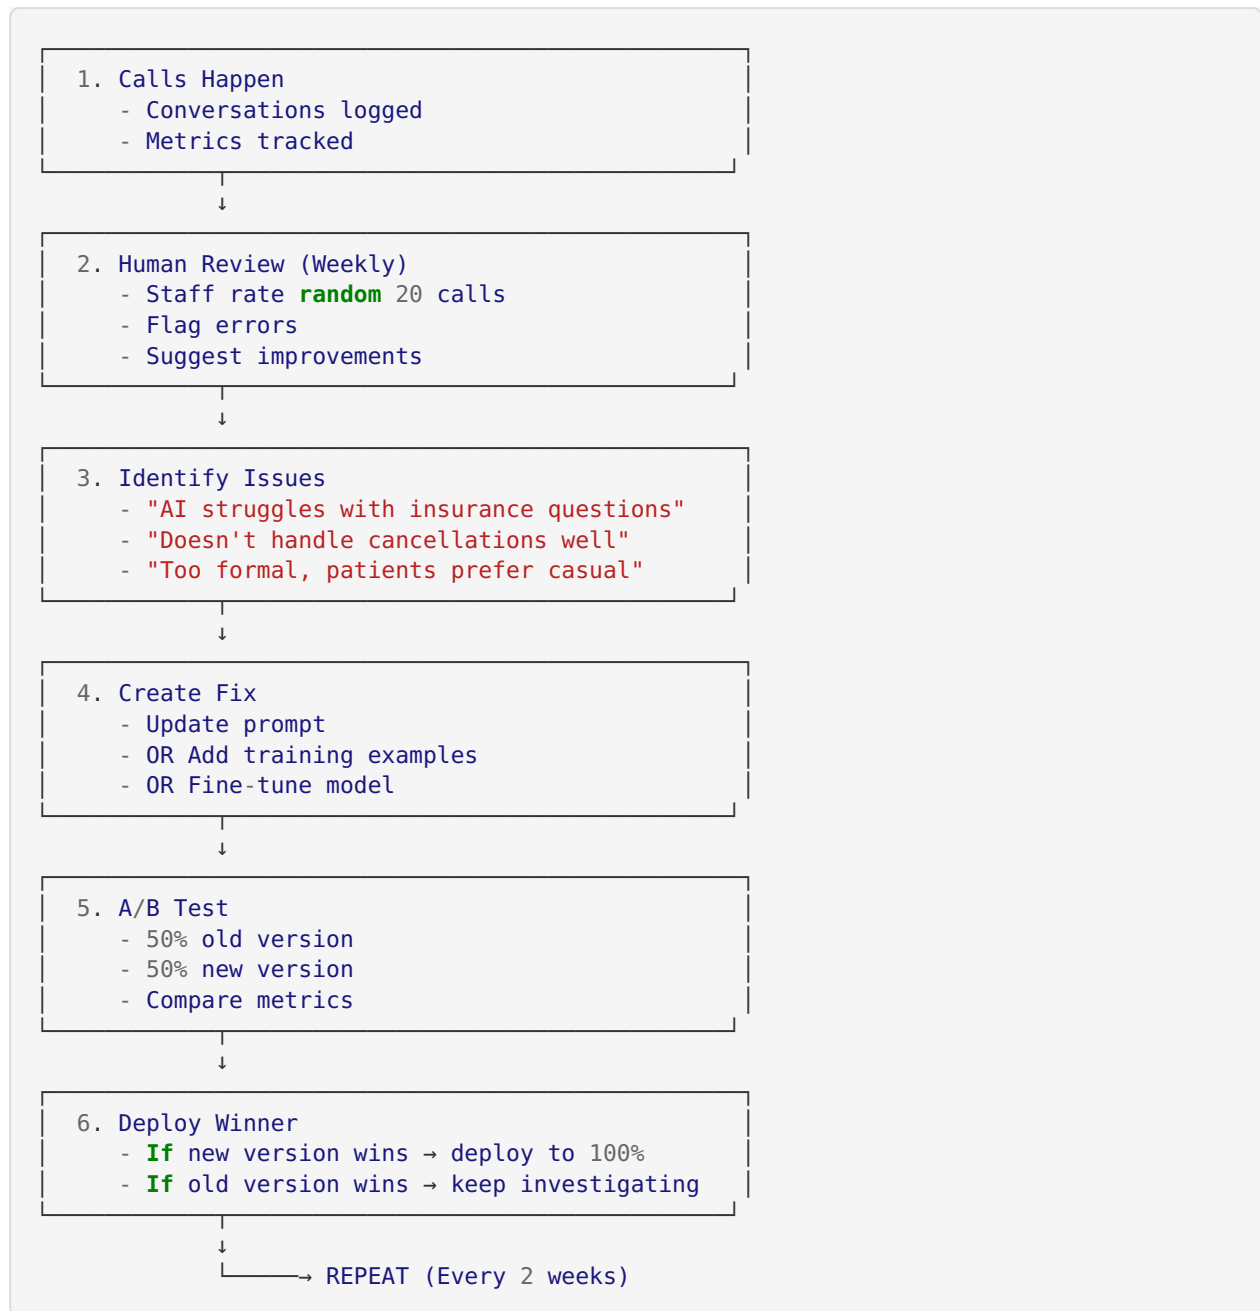 1. Calls Happen
- Conversations logged
- Metrics tracked
↓
2. Human Review (Weekly)
- Staff rate random 20 calls
- Flag errors
- Suggest improvements
↓
3. Identify Issues
- "AI struggles with insurance questions"
- "Doesn't handle cancellations well"
- "Too formal, patients prefer casual"
↓
4. Create Fix
- Update prompt
- OR Add training examples
- OR Fine-tune model
↓
5. A/B Test
- 50% old version
- 50% new version
- Compare metrics
↓
6. Deploy Winner
- If new version wins → deploy to 100%
- If old version wins → keep investigating
↓
└─────→ REPEAT (Every 2 weeks)